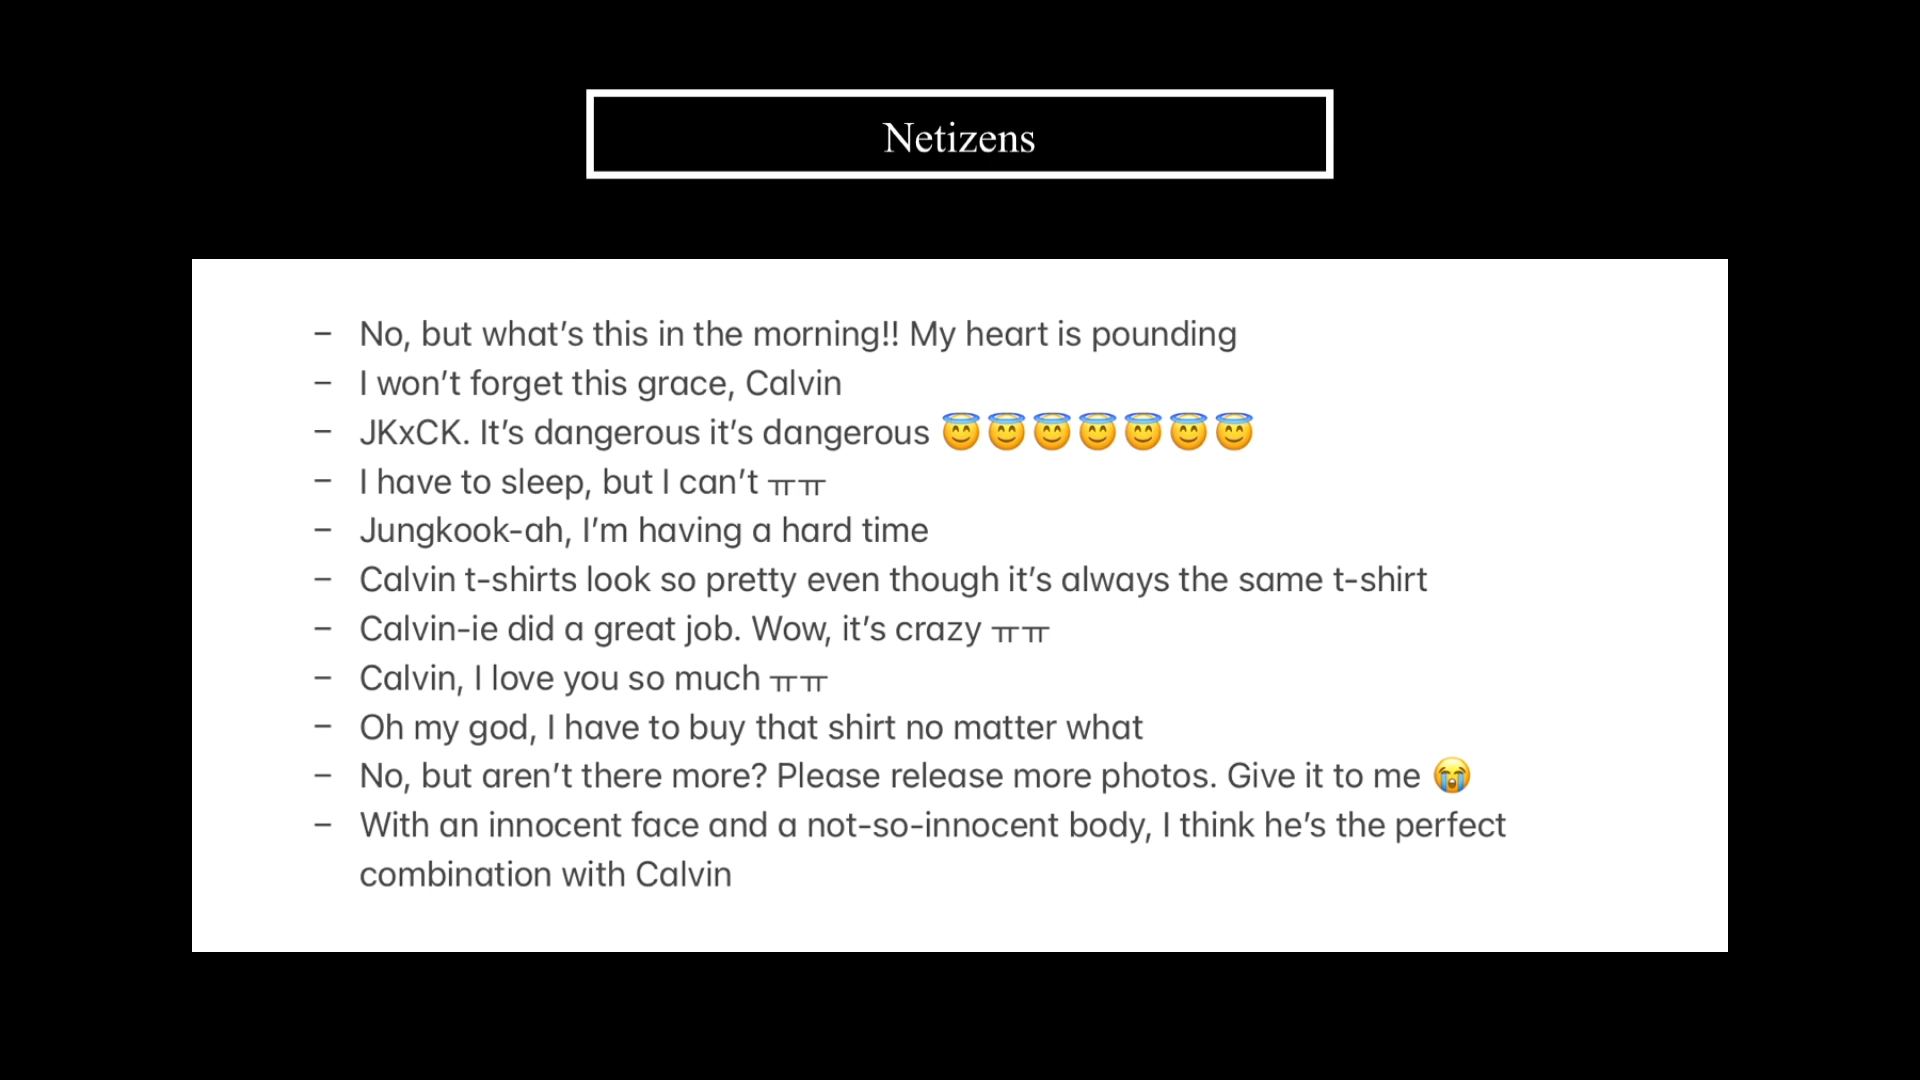 Netizens
– No, but what’s this in the morning!! My heart is pounding
– I won’t forget this grace, Calvin
– JKxCK. It’s dangerous it’s dangerous 😇😇😇😇😇😇😇
– I have to sleep, but I can’t ㅠㅠ
– Jungkook-ah, I’m having a hard time
– Calvin t-shirts look so pretty even though it’s always the same t-shirt
– Calvin-ie did a great job. Wow, it’s crazy ㅠㅠ
– Calvin, I love you so much ㅠㅠ
– Oh my god, I have to buy that shirt no matter what
– No, but aren’t there more? Please release more photos. Give it to me 😭
– With an innocent face and a not-so-innocent body, I think he’s the perfect
combination with Calvin